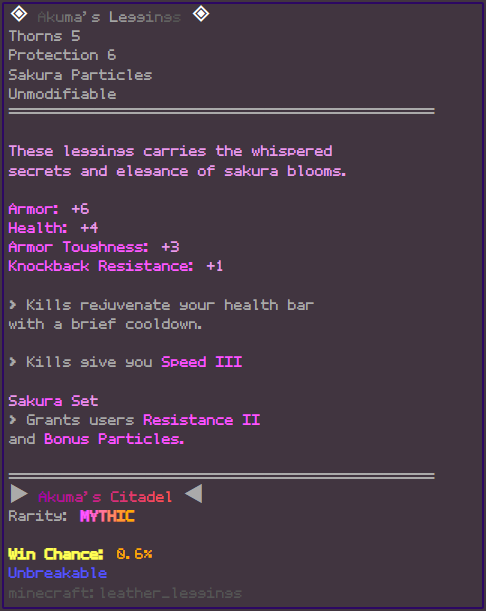 ◈ Akuma's Leggings ◈
Thorns 5
Protection 6
Sakura Particles
Unmodifiable
These leggings carries the whispered
secrets and elegance of sakura blooms.
Armor: +6
Health: +4
Armor Toughness: +3
Knockback Resistance: +1
> Kills rejuvenate your health bar
with a brief cooldown.
> Kills give you Speed III
Sakura Set
> Grants users Resistance II
and Bonus Particles.
▶ Akuma's Citadel ◀
Rarity: MYTHIC
Win Chance: 0.6%
Unbreakable
minecraft:leather_leggings